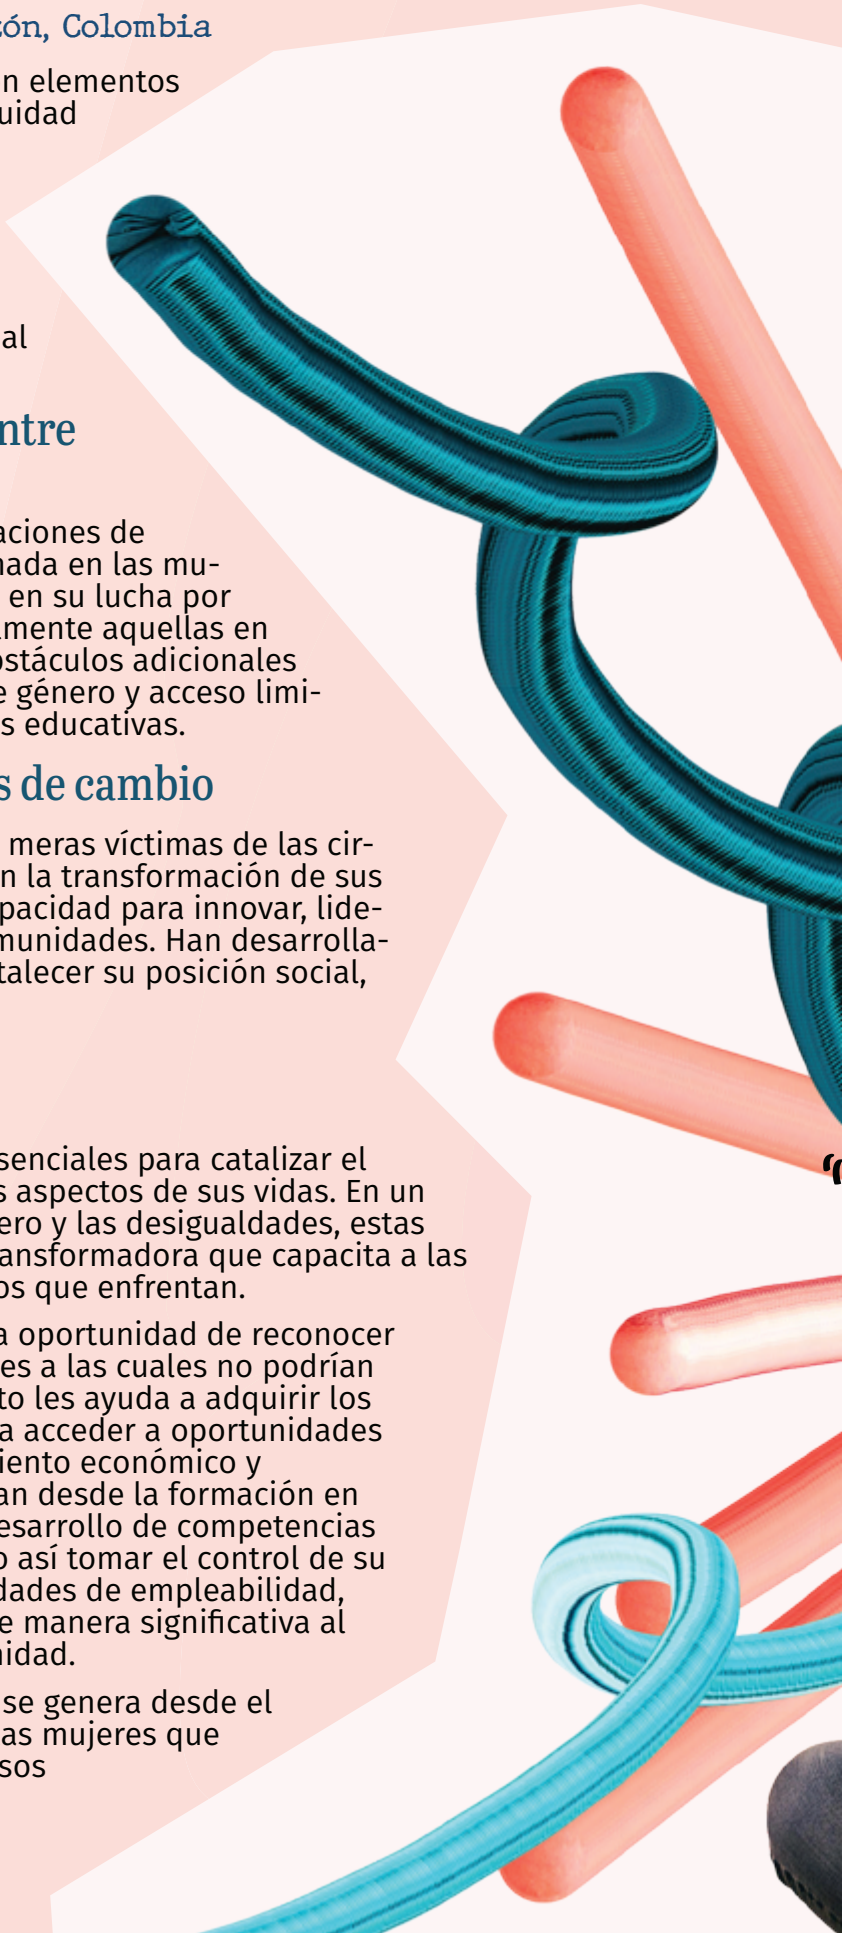 zón, Colombia
n elementos
uidad
al
ntre
aciones de
nada en las mu-
en su lucha por
mente aquellas en
bstáculos adicionales
e género y acceso limi-
s educativas.
s de cambio
meras víctimas de las cir-
n la transformación de sus
pacidad para innovar, lide-
munidades. Han desarrolla-
talecer su posición social,
senciales para catalizar el
s aspectos de sus vidas. En un
ero y las desigualdades, estas
ansformadora que capacita a las
os que enfrentan.
a oportunidad de reconocer
es a las cuales no podrían
to les ayuda a adquirir los
a acceder a oportunidades
iento económico y
an desde la formación en
esarrollo de competencias
o así tomar el control de su
dades de empleabilidad,
e manera significativa al
nidad.
se genera desde el
as mujeres que
sos